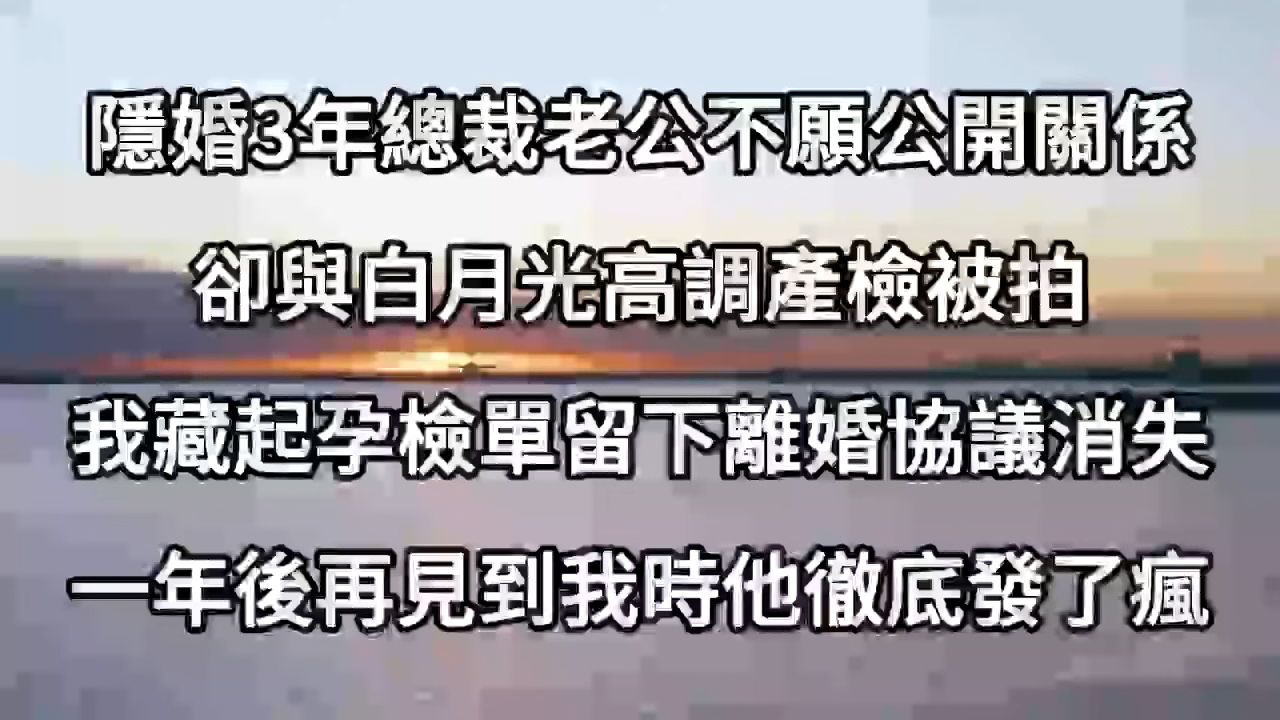 隱婚3年總裁老公不願公開關係
卻與白月光高調產檢被拍
我藏起孕檢單留下離婚協議消失
一年後再見到我時他徹底發了瘋